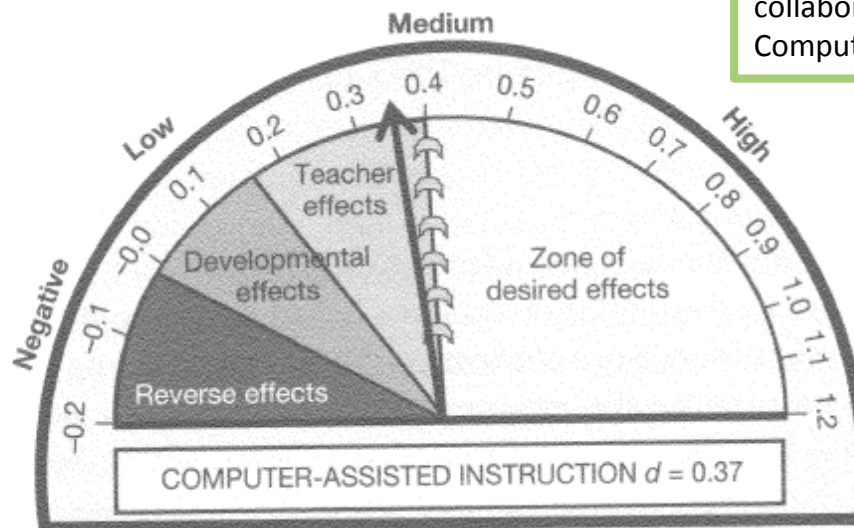 collabor
Comput
Medium
Low
High
Negative
-0.2
-0.1
-0.0
0.1
0.2
0.3
0.4
0.5
0.6
0.7
0.8
0.9
1.0
1.1
1.2
Teacher
effects
Developmental
effects
Reverse effects
Zone of
desired effects
COMPUTER-ASSISTED INSTRUCTION d = 0.37